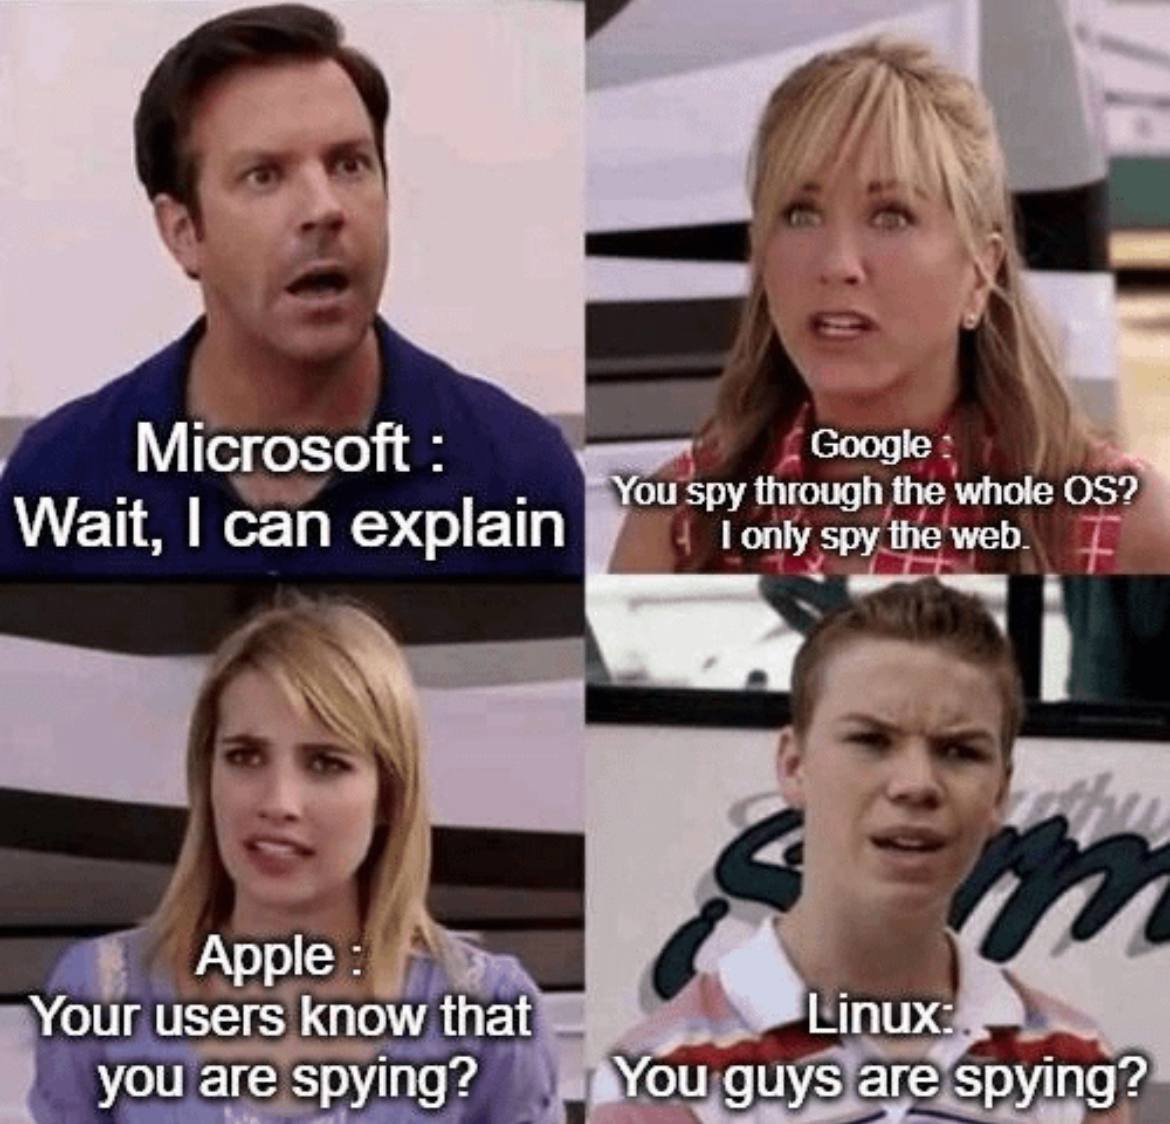 Microsoft :
Wait, I can explain
Google :
You spy through the whole OS?
I only spy the web.
Apple :
Your users know that
you are spying?
Linux:
You guys are spying?